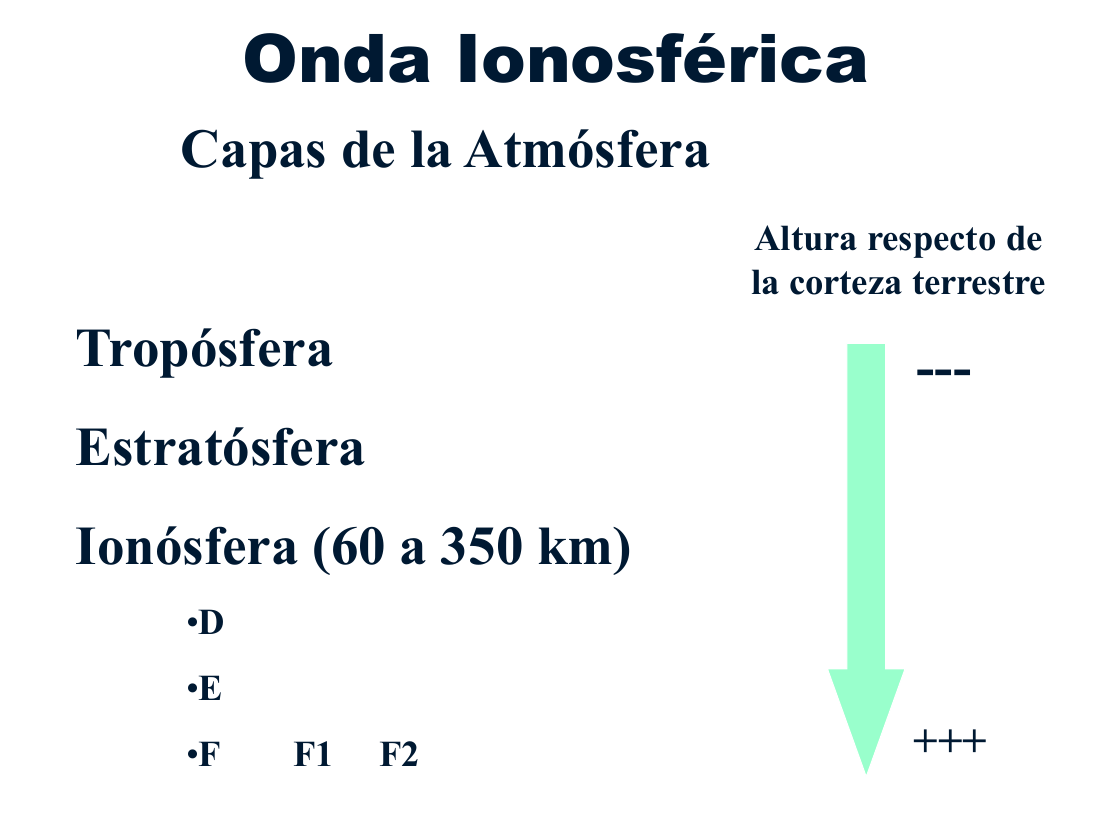 Onda Ionosférica
Capas de la Atmósfera
Altura respecto de
la corteza terrestre
Tropósfera
---
Estratósfera
Ionósfera (60 a 350 km)
•D
•E
•F F1 F2
+++